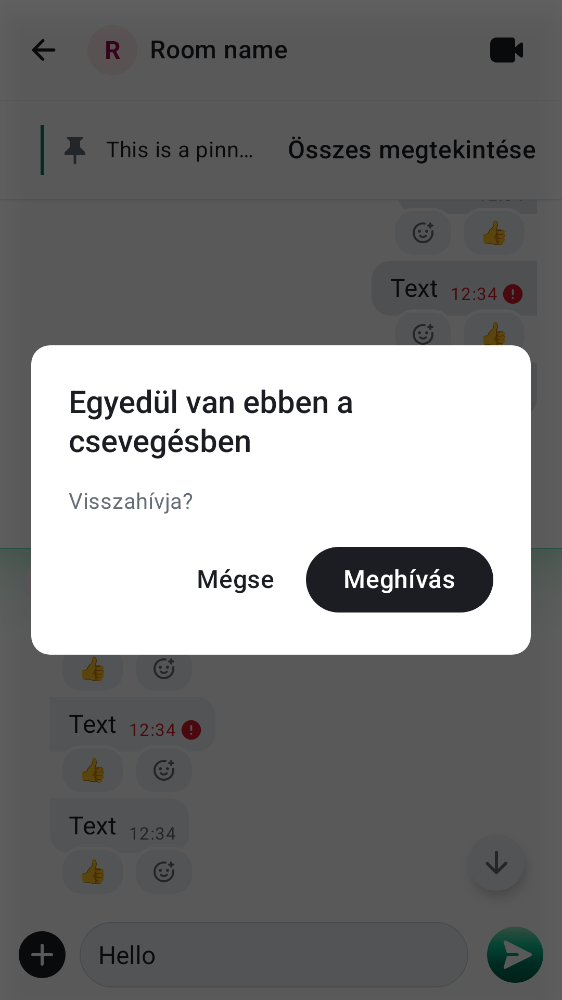 R Room name
This is a pinn… Összes megtekintése
👍
Text 12:34
👍
Egyedül van ebben a
csevegésben
Visszahívja?
Mégse Meghívás
👍
Text 12:34
👍
Text 12:34
👍
Hello